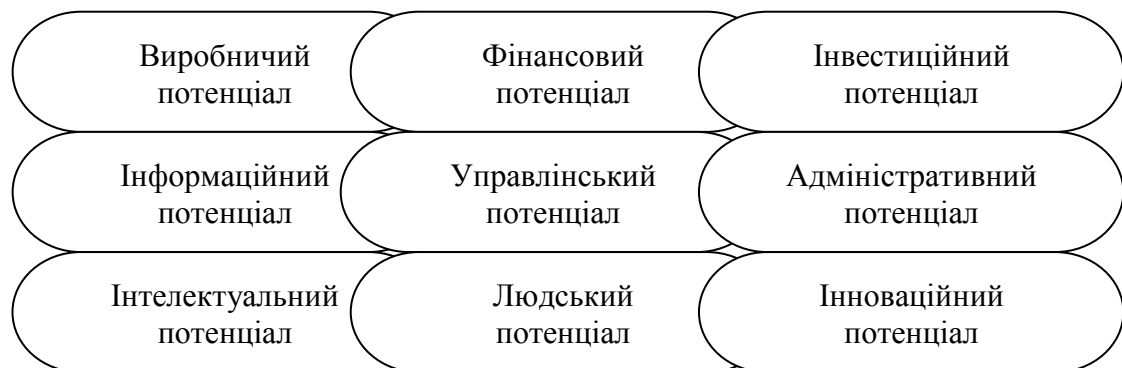 Виробничий
потенціал
Фінансовий
потенціал
Інвестиційний
потенціал
Інформаційний
потенціал
Управлінський
потенціал
Адміністративний
потенціал
Інтелектуальний
потенціал
Людський
потенціал
Інноваційний
потенціал